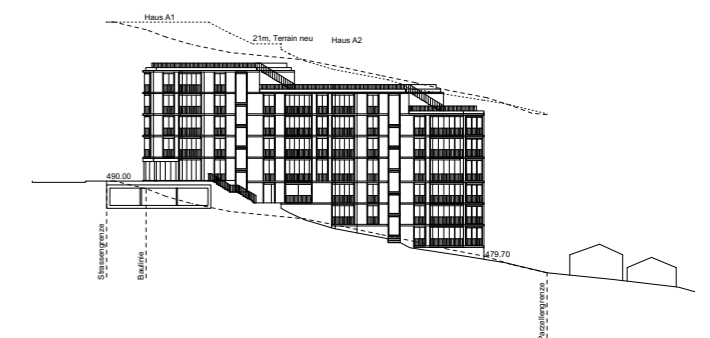 Haus A1
21m, Terrain neu
Haus A2
490.00
479.70
Strassengrenze
Baulinie
Parzellengrenze